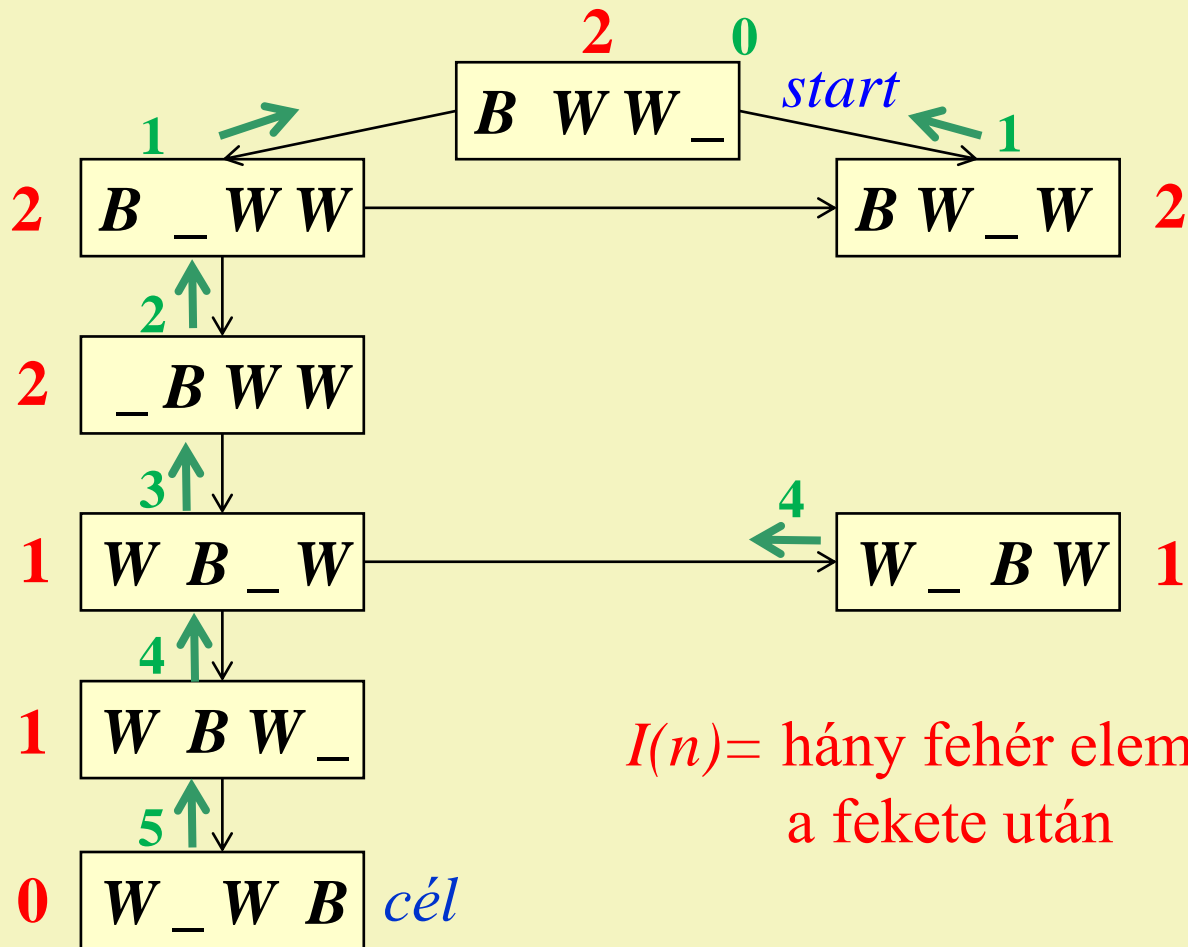 2 0
B W W _ start
1 1
2 B _ W W B W _ W 2
2
2 _ B W W
3 4
1 W B _ W W _ B W 1
4
1 W B W _
I(n)= hány fehér elem
a fekete után
5
0 W _ W B cél